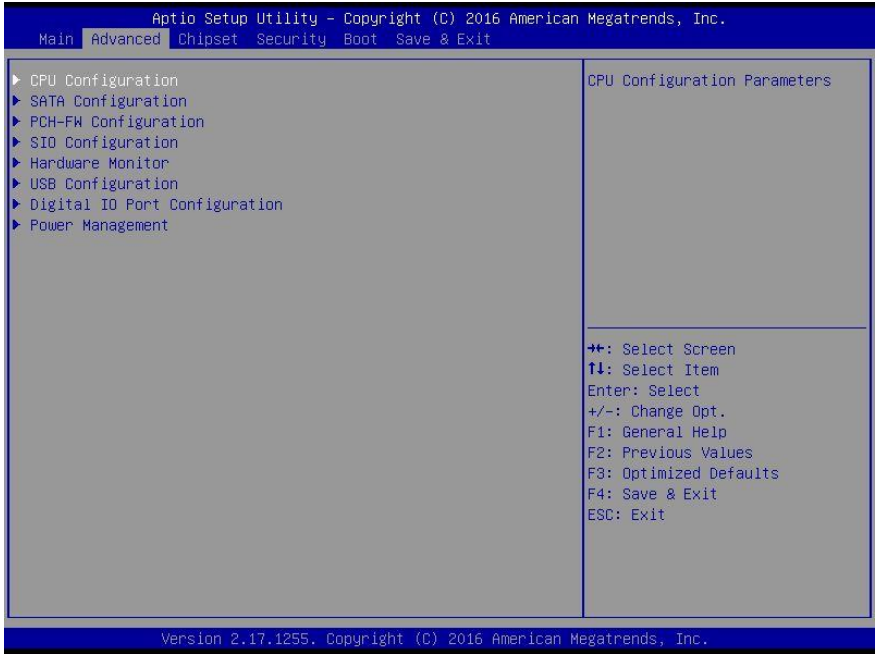 Aptio Setup Utility – Copyright (C) 2016 American Megatrends, Inc.
Main Advanced Chipset Security Boot Save & Exit
▶ CPU Configuration
▶ SATA Configuration
▶ PCH-FW Configuration
▶ SIO Configuration
▶ Hardware Monitor
▶ USB Configuration
▶ Digital IO Port Configuration
▶ Power Management
CPU Configuration Parameters
→←: Select Screen
↑↓: Select Item
Enter: Select
+/-: Change Opt.
F1: General Help
F2: Previous Values
F3: Optimized Defaults
F4: Save & Exit
ESC: Exit
Version 2.17.1255. Copyright (C) 2016 American Megatrends, Inc.